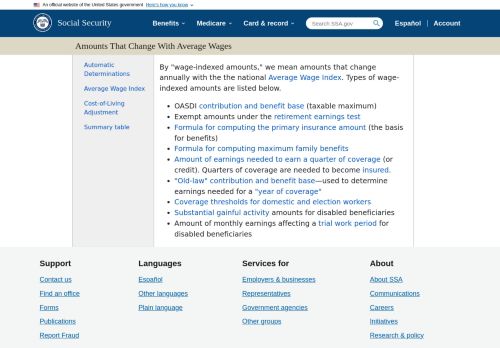 An official website of the United States government Here's how you know
Social Security
Benefits Medicare Card & record Search SSA.gov Español Account
Amounts That Change With Average Wages
Automatic
Determinations
Average Wage Index
Cost-of-Living
Adjustment
Summary table
By "wage-indexed amounts," we mean amounts that change
annually with the the national Average Wage Index. Types of wage-
indexed amounts are listed below.
• OASDI contribution and benefit base (taxable maximum)
• Exempt amounts under the retirement earnings test
• Formula for computing the primary insurance amount (the basis
for benefits)
• Formula for computing maximum family benefits
• Amount of earnings needed to earn a quarter of coverage (or
credit). Quarters of coverage are needed to become insured.
• "Old-law" contribution and benefit base—used to determine
earnings needed for a "year of coverage"
• Coverage thresholds for domestic and election workers
• Substantial gainful activity amounts for disabled beneficiaries
• Amount of monthly earnings affecting a trial work period for
disabled beneficiaries
Support
Contact us
Find an office
Forms
Publications
Report Fraud
Languages
Español
Other languages
Plain language
Services for
Employers & businesses
Representatives
Government agencies
Other groups
About
About SSA
Communications
Careers
Initiatives
Research & policy